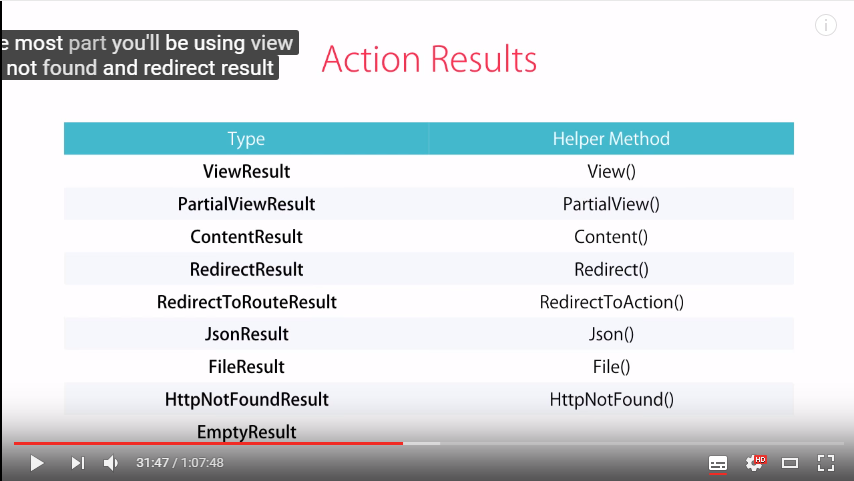 e most part you'll be using view
not found and redirect result
Action Results
Type Helper Method
ViewResult View()
PartialViewResult PartialView()
ContentResult Content()
RedirectResult Redirect()
RedirectToRouteResult RedirectToAction()
JsonResult Json()
FileResult File()
HttpNotFoundResult HttpNotFound()
EmptyResult
31:47 / 1:07:48
HD